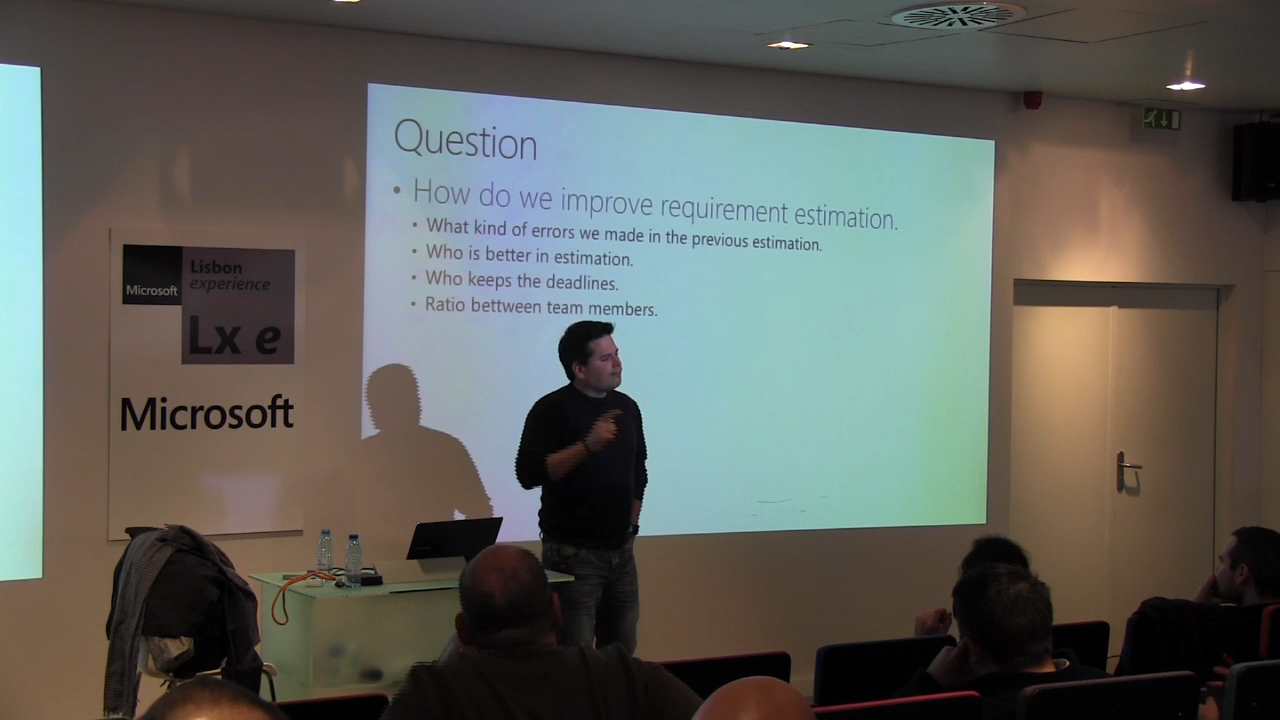 Question
• How do we improve requirement estimation.
• What kind of errors we made in the previous estimation.
• Who is better in estimation.
• Who keeps the deadlines.
• Ratio bettween team members.
Microsoft
Lisbon
experience
Lx e
Microsoft